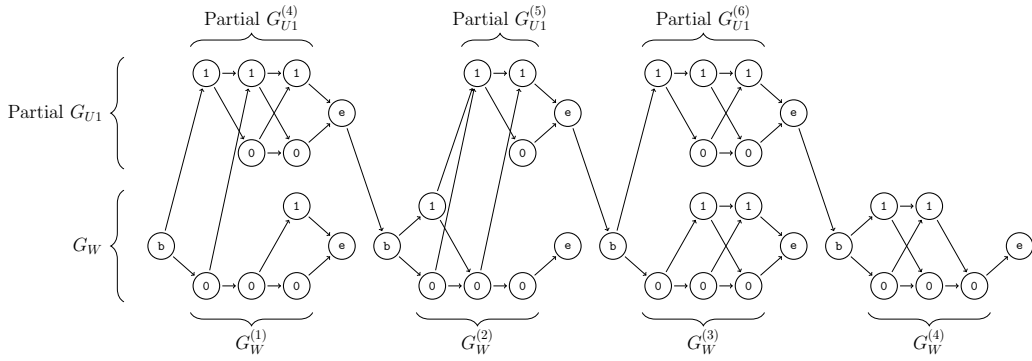 Partial $G_{U1}^{(4)}$ Partial $G_{U1}^{(5)}$ Partial $G_{U1}^{(6)}$
1 1 1 1 1 1 1 1
Partial $G_{U1}$ e e e
0 0 0 0 0
1 1 1 1 1 1
$G_W$ b e b e b e b e
0 0 0 0 0 0 0 0 0 0 0 0
$G_W^{(1)}$ $G_W^{(2)}$ $G_W^{(3)}$ $G_W^{(4)}$